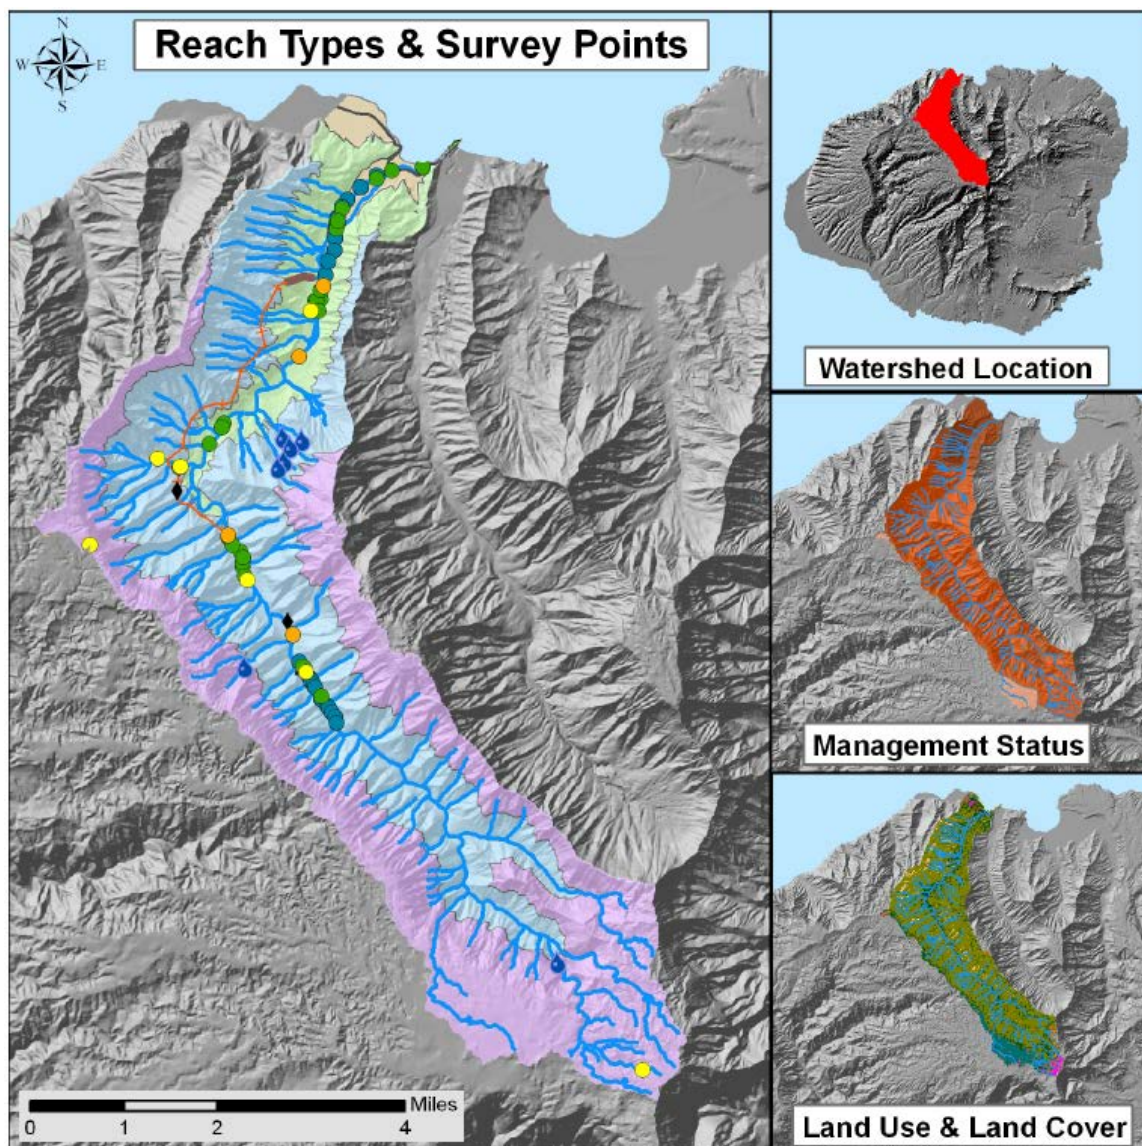 Reach Types & Survey Points
N
W E
S
Watershed Location
Management Status
Land Use & Land Cover
Miles
0 1 2 4